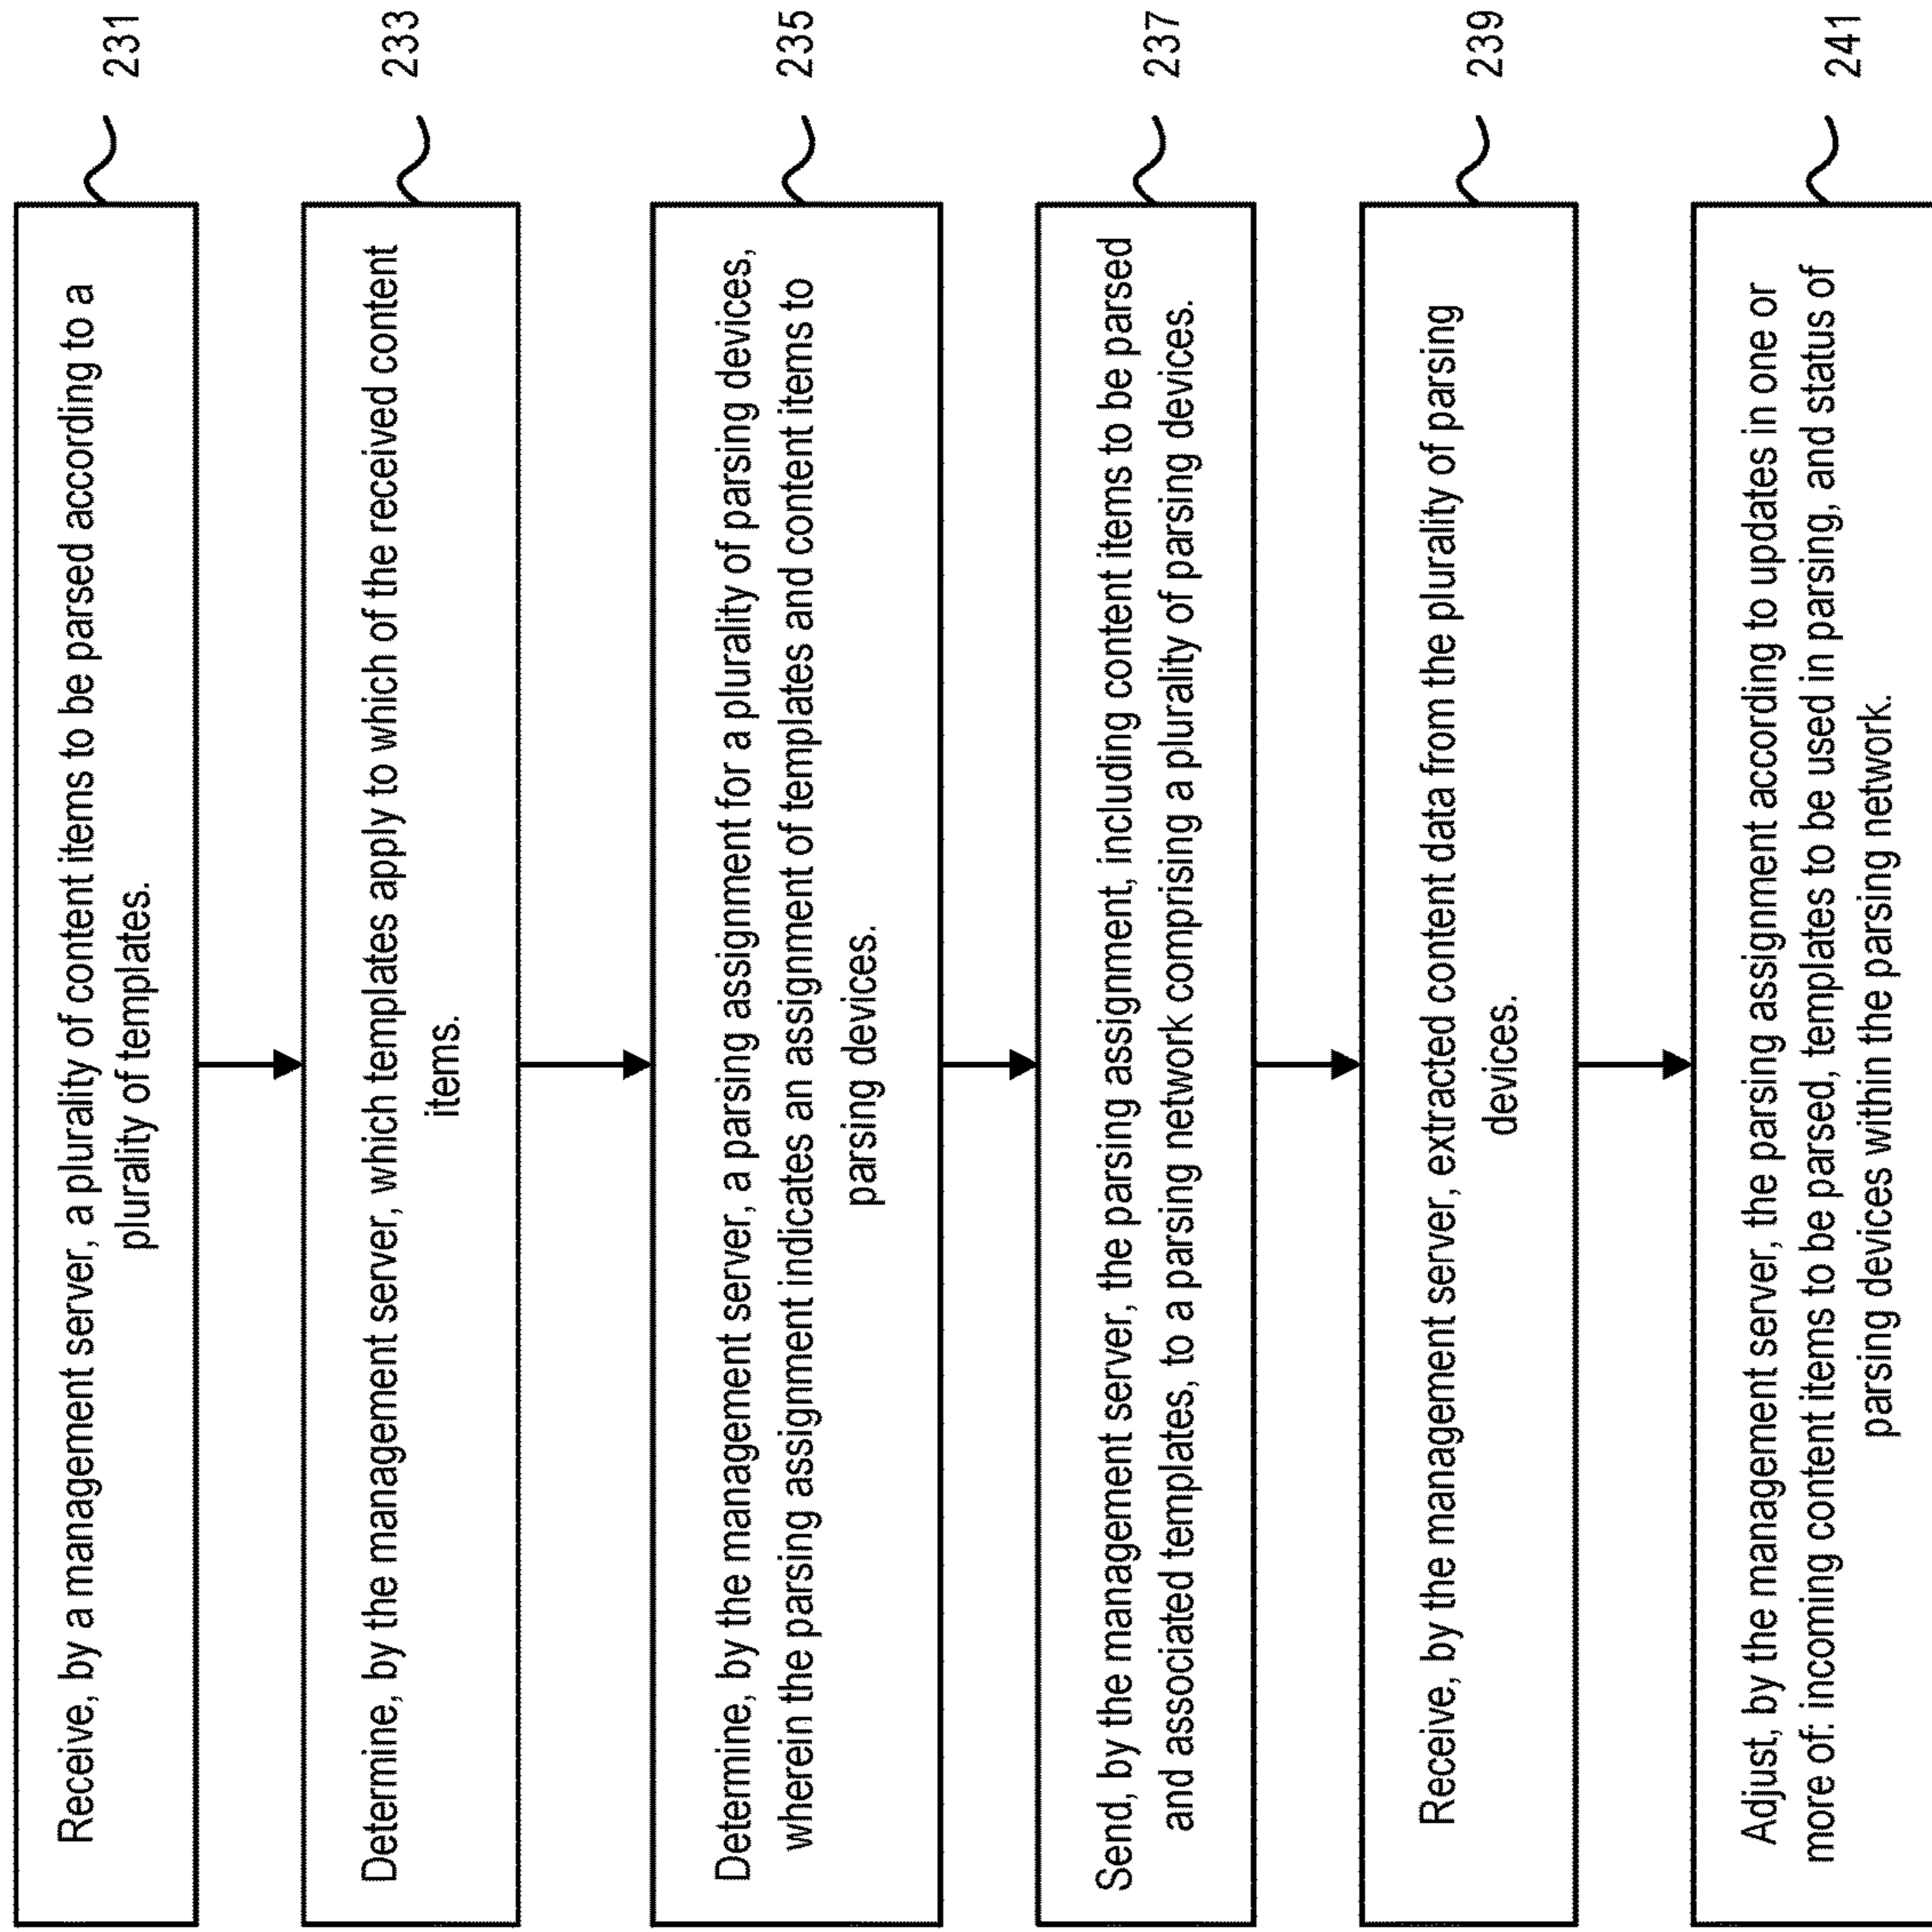 Receive, by a management server, a plurality of content items to be parsed according to a
plurality of templates.
231
Determine, by the management server, which templates apply to which of the received content
items.
233
Determine, by the management server, a parsing assignment for a plurality of parsing devices,
wherein the parsing assignment indicates an assignment of templates and content items to
parsing devices.
235
Send, by the management server, the parsing assignment, including content items to be parsed
and associated templates, to a parsing network comprising a plurality of parsing devices.
237
Receive, by the management server, extracted content data from the plurality of parsing
devices.
239
Adjust, by the management server, the parsing assignment according to updates in one or
more of: incoming content items to be parsed, templates to be used in parsing, and status of
parsing devices within the parsing network.
241